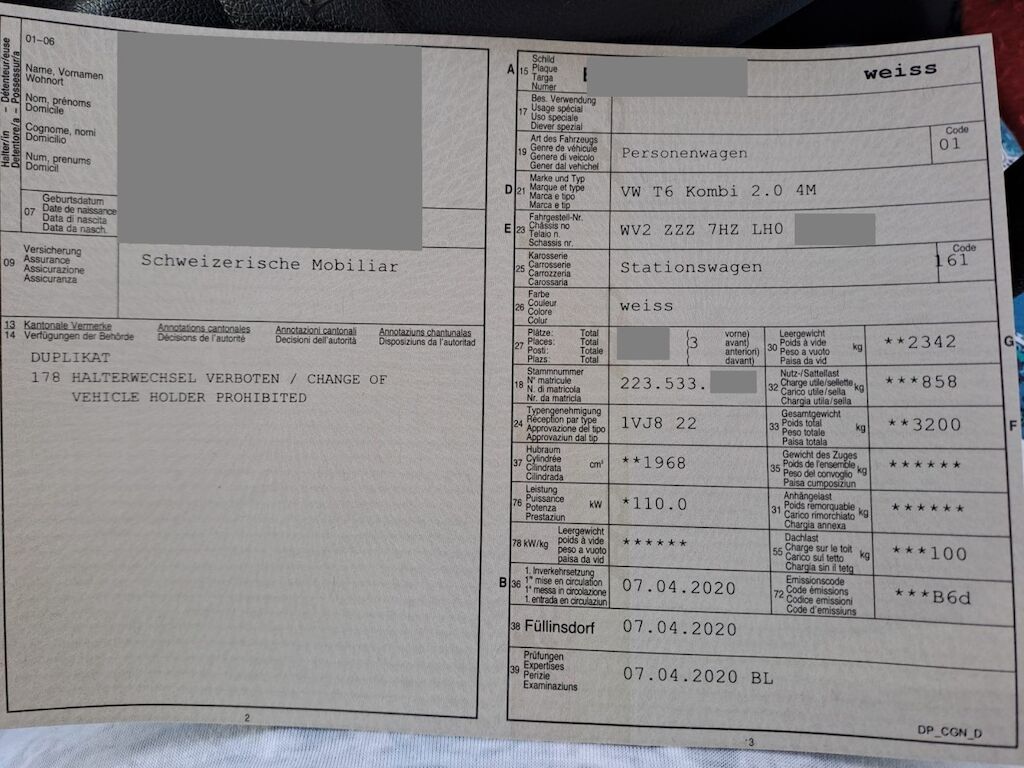 Halter/in - Détenteur/euse
Detentore/a - Possessur/a
01-06
Name, Vornamen
Wohnort
Nom, prénoms
Domicile
Cognome, nomi
Domicilio
Num, prenums
Domicil
07
Geburtsdatum
Date de naissance
Data di nascita
Data da nasch.
09
Versicherung
Assurance
Assicurazione
Assicuranza
Schweizerische Mobiliar
13 Kantonale Vermerke Annotations cantonales Annotazioni cantonali Annotaziuns chantunalas
14 Verfügungen der Behörde Décisions de l'autorité Decisioni dell'autorità Disposiziuns da l'autoritad
DUPLIKAT
178 HALTERWECHSEL VERBOTEN / CHANGE OF
VEHICLE HOLDER PROHIBITED
2
A 15
Schild
Plaque
Targa
Numer
weiss
17
Bes. Verwendung
Usage spécial
Uso speciale
Diever spezial
19
Art des Fahrzeugs
Genre de véhicule
Genere di veicolo
Gener dal vehichel
Personenwagen
Code
01
D 21
Marke und Typ
Marque et type
Marca e tipo
Marca e tip
VW T6 Kombi 2.0 4M
E 23
Fahrgestell-Nr.
Châssis no
Telaio n.
Schassis nr.
WV2 ZZZ 7HZ LH0
25
Karosserie
Carrosserie
Carrozzeria
Carossaria
Stationswagen
Code
161
26
Farbe
Couleur
Colore
Colur
weiss
27
Plätze: Total
Places: Total
Posti: Totale
Plazs: Total
(3
vorne)
avant)
anteriori)
davant)
30
Leergewicht
Poids à vide
Peso a vuoto
Paisa da vid
kg
**2342
G
18
Stammnummer
N° matricule
N. di matricola
Nr. da matricla
223.533.
32
Nutz-/Sattellast
Charge utile/sellette
Carico utile/sella
Chargia utila/sella
kg
***858
24
Typengenehmigung
Réception par type
Approvazione del tipo
Approvaziun dal tip
1VJ8 22
33
Gesamtgewicht
Poids total
Peso totale
Paisa totala
kg
**3200
F
37
Hubraum
Cylindrée
Cilindrata
Cilindrada
cm³
**1968
35
Gewicht des Zuges
Poids de l'ensemble
Peso del convoglio
Paisa cumposiziun
kg
******
76
Leistung
Puissance
Potenza
Prestaziun
kW
*110.0
31
Anhängelast
Poids remorquable
Carico rimorchiato
Chargia annexa
kg
******
78 kW/kg
Leergewicht
poids à vide
peso a vuoto
paisa da vid
******
55
Dachlast
Charge sur le toit
Carico sul tetto
Chargia sin il tetg
kg
***100
B 36
1. Inverkehrsetzung
1re mise en circulation
1a messa in circolazione
1. entrada en circulaziun
07.04.2020
72
Emissionscode
Code émissions
Codice emissioni
Code d'emissiuns
***B6d
38 Füllinsdorf 07.04.2020
39
Prüfungen
Expertises
Perizie
Examinaziuns
07.04.2020 BL
3
DP_CGN_D